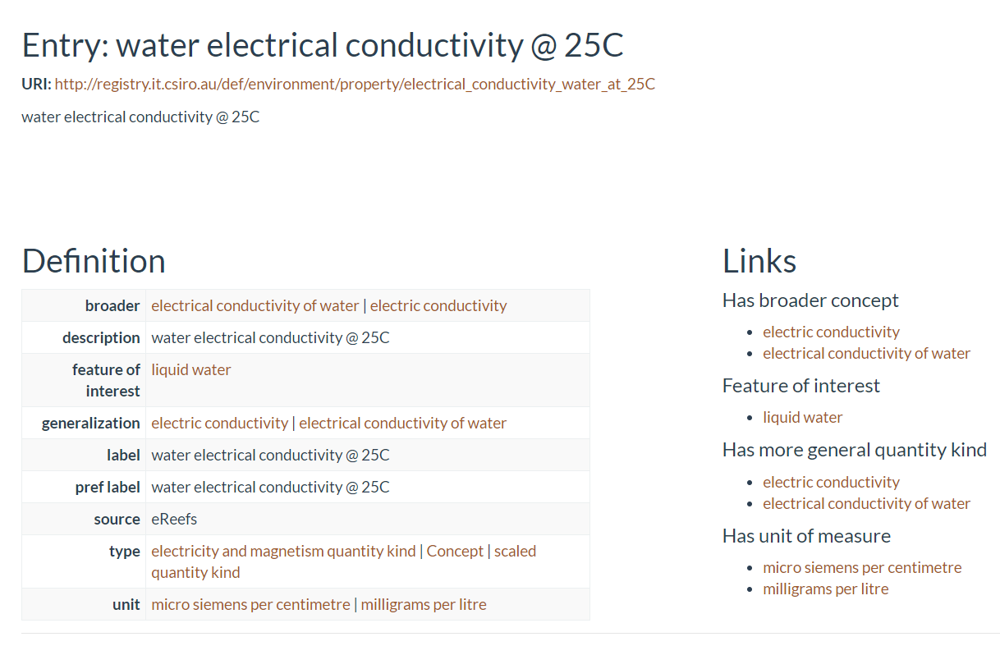 Entry: water electrical conductivity @ 25C
URI: http://registry.it.csiro.au/def/environment/property/electrical_conductivity_water_at_25C
water electrical conductivity @ 25C
Definition
broader electrical conductivity of water | electric conductivity
description water electrical conductivity @ 25C
feature of liquid water
interest
generalization electric conductivity | electrical conductivity of water
label water electrical conductivity @ 25C
pref label water electrical conductivity @ 25C
source eReefs
type electricity and magnetism quantity kind | Concept | scaled
quantity kind
unit micro siemens per centimetre | milligrams per litre
Links
Has broader concept
• electric conductivity
• electrical conductivity of water
Feature of interest
• liquid water
Has more general quantity kind
• electric conductivity
• electrical conductivity of water
Has unit of measure
• micro siemens per centimetre
• milligrams per litre